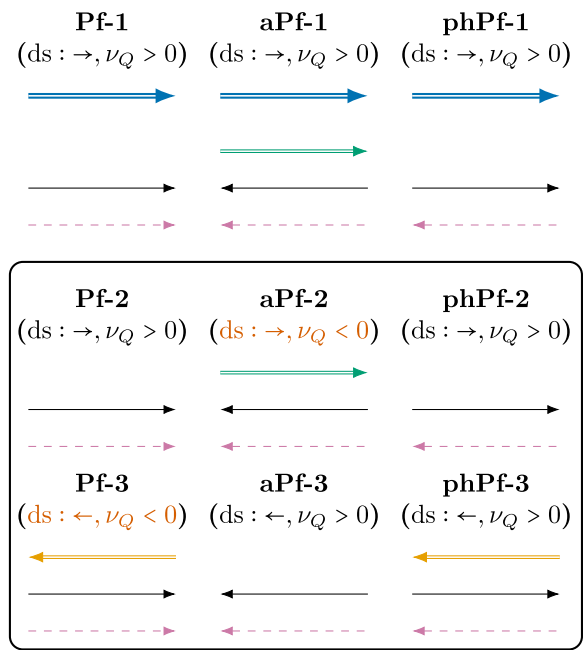 Pf-1 aPf-1 phPf-1
(ds : →, ν_Q > 0) (ds : →, ν_Q > 0) (ds : →, ν_Q > 0)
Pf-2 aPf-2 phPf-2
(ds : →, ν_Q > 0) (ds : →, ν_Q < 0) (ds : →, ν_Q > 0)
Pf-3 aPf-3 phPf-3
(ds : ←, ν_Q < 0) (ds : ←, ν_Q > 0) (ds : ←, ν_Q > 0)